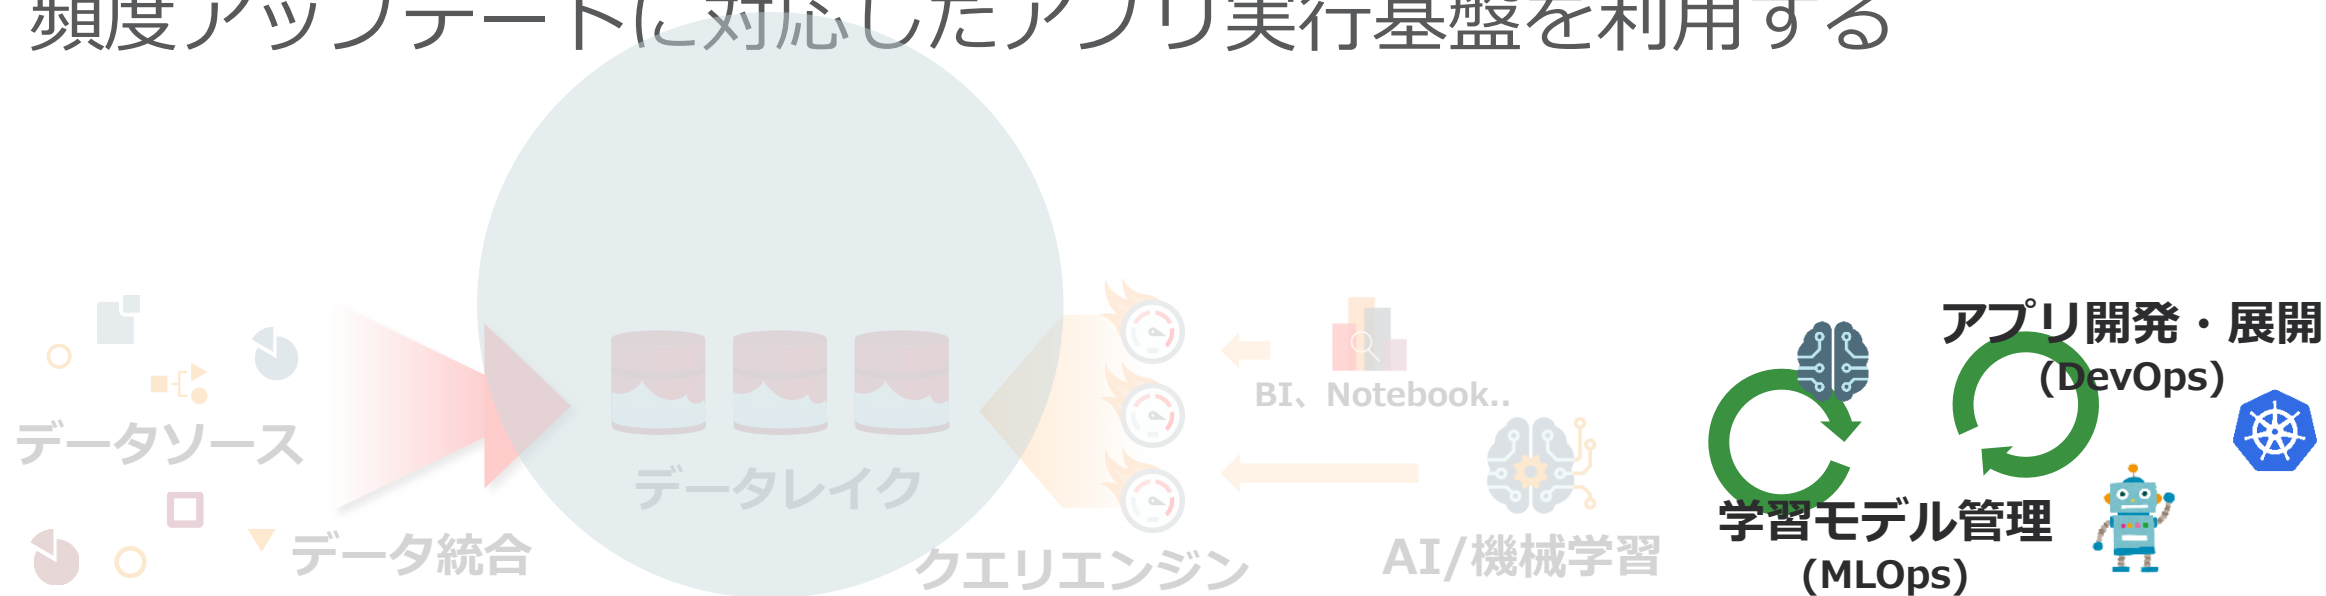 頻度アップデートに対応したアプリ実行基盤を利用する
データソース
データ統合
データレイク
クエリエンジン
BI、Notebook..
AI/機械学習
学習モデル管理
(MLOps)
アプリ開発・展開
(DevOps)